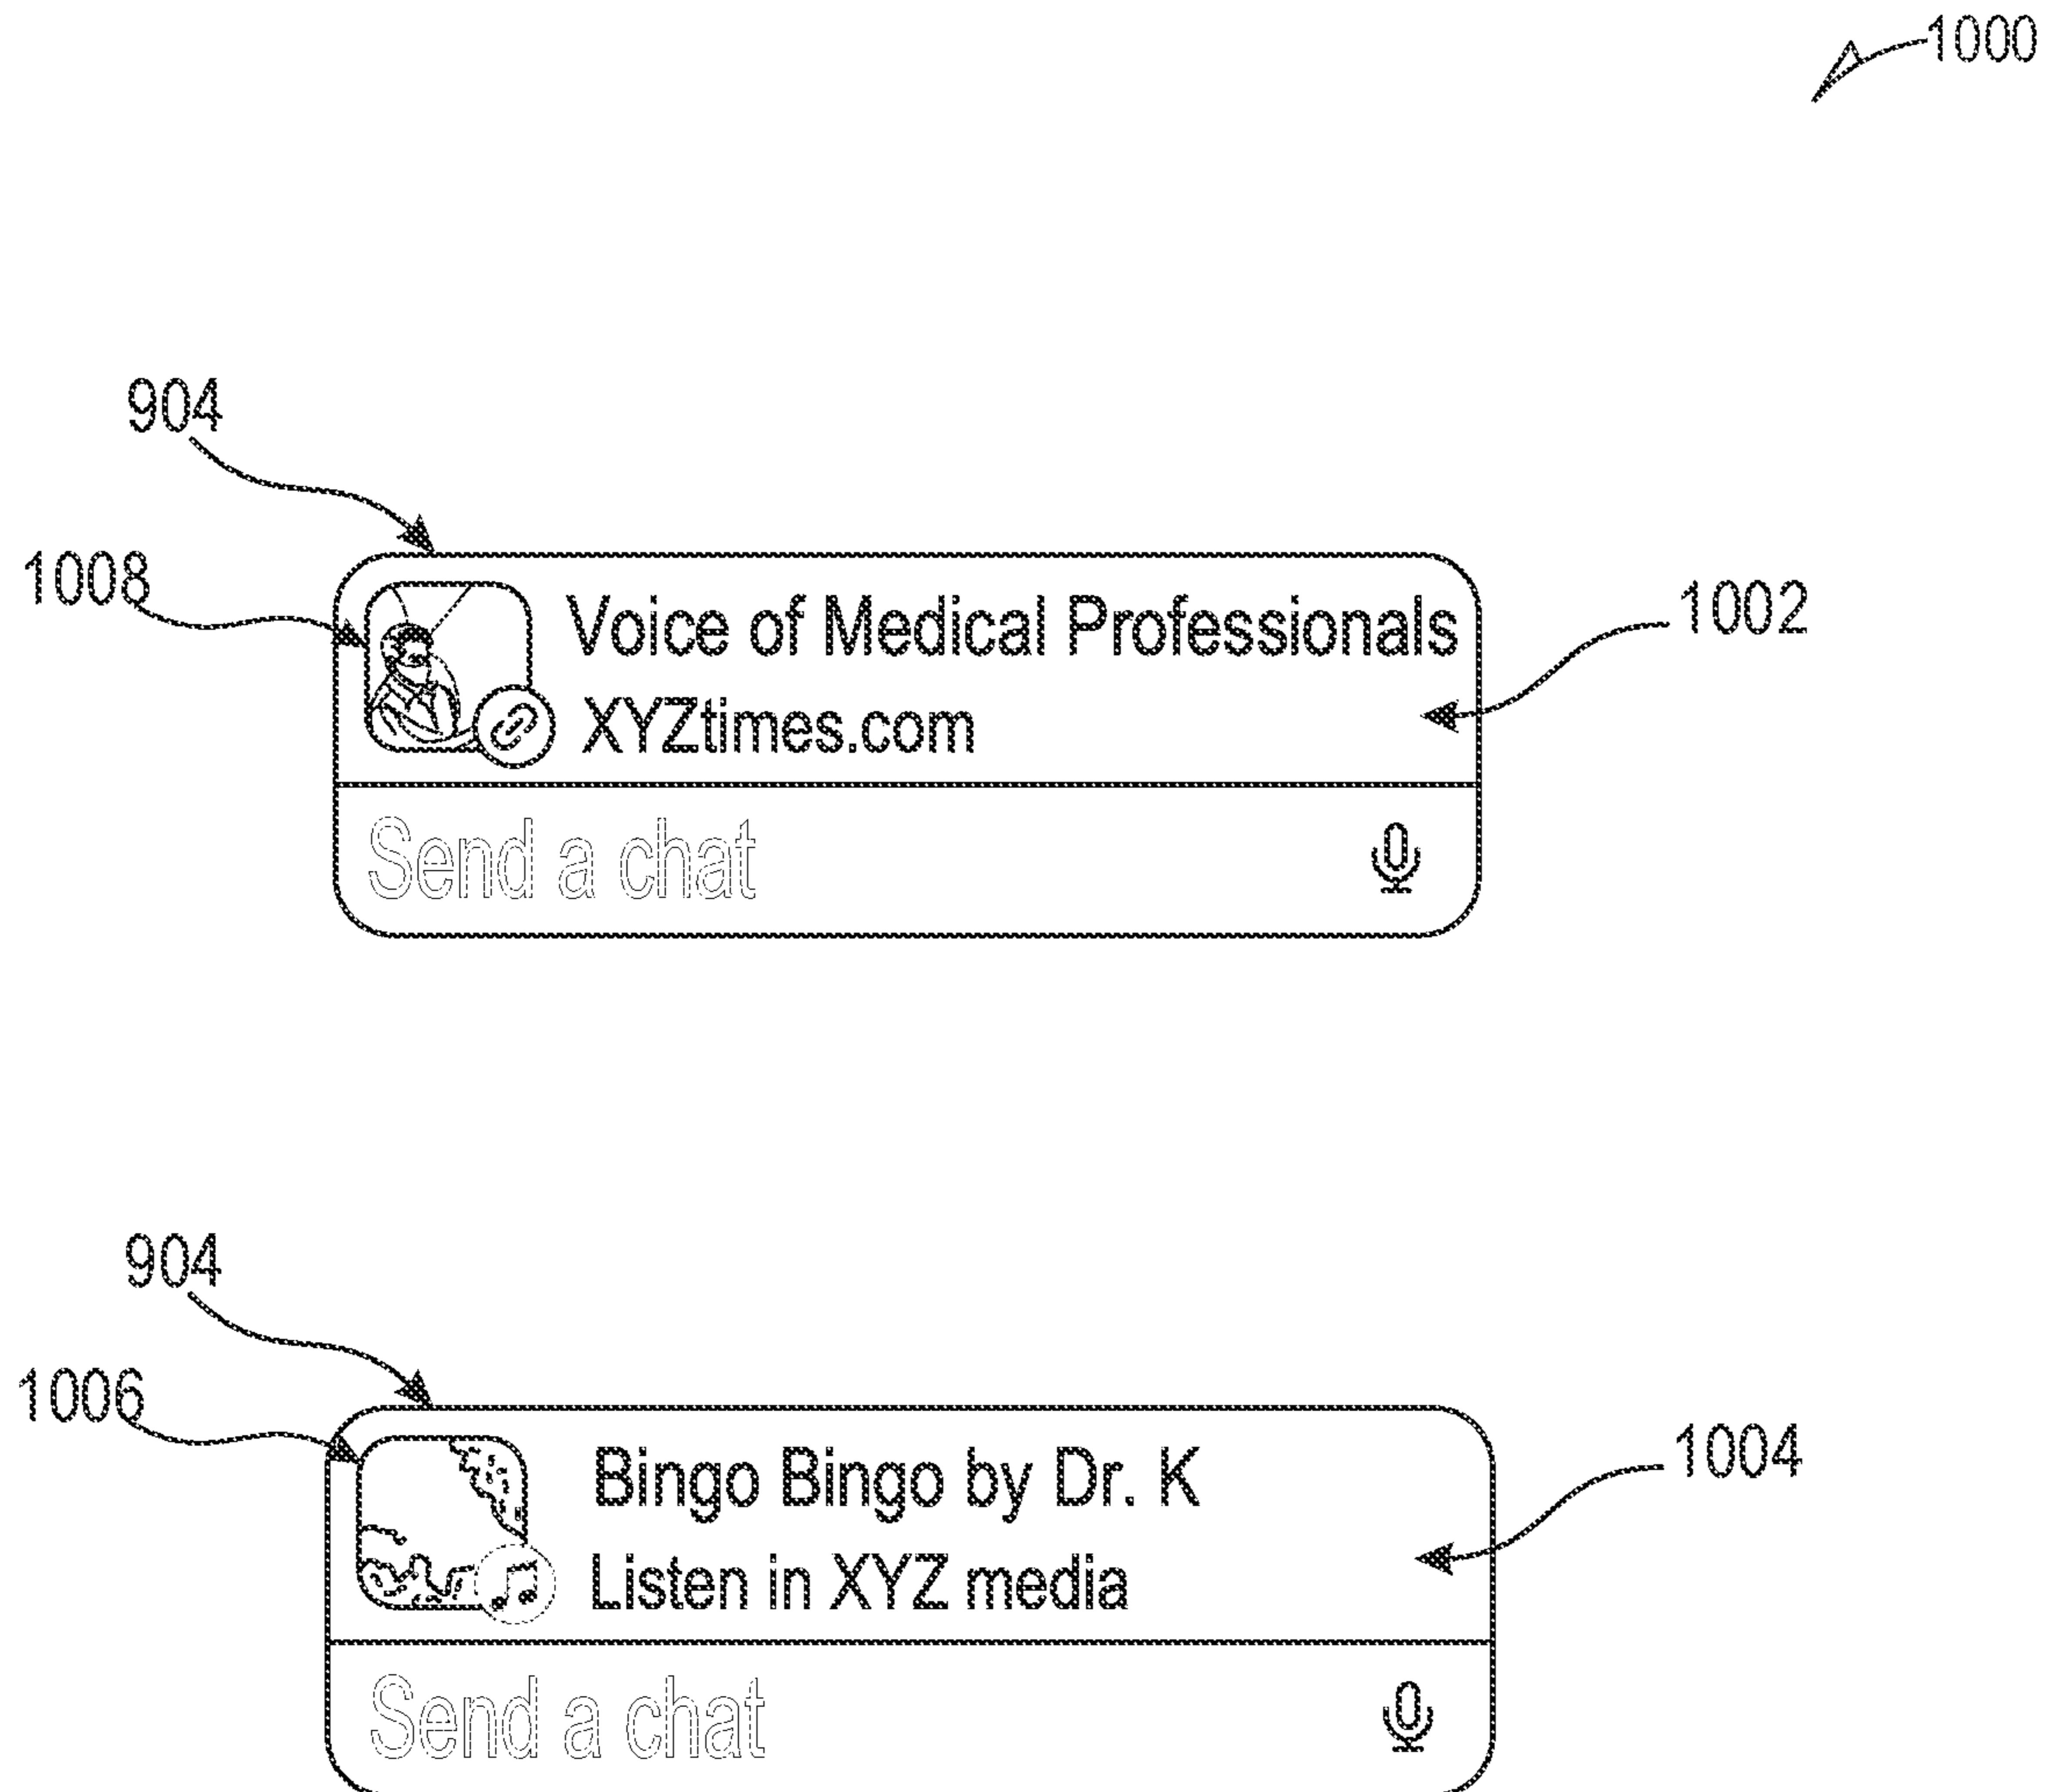 1000
904
1008
Voice of Medical Professionals
1002
XYZtimes.com
Send a chat
904
1006
Bingo Bingo by Dr. K
1004
Listen in XYZ media
Send a chat